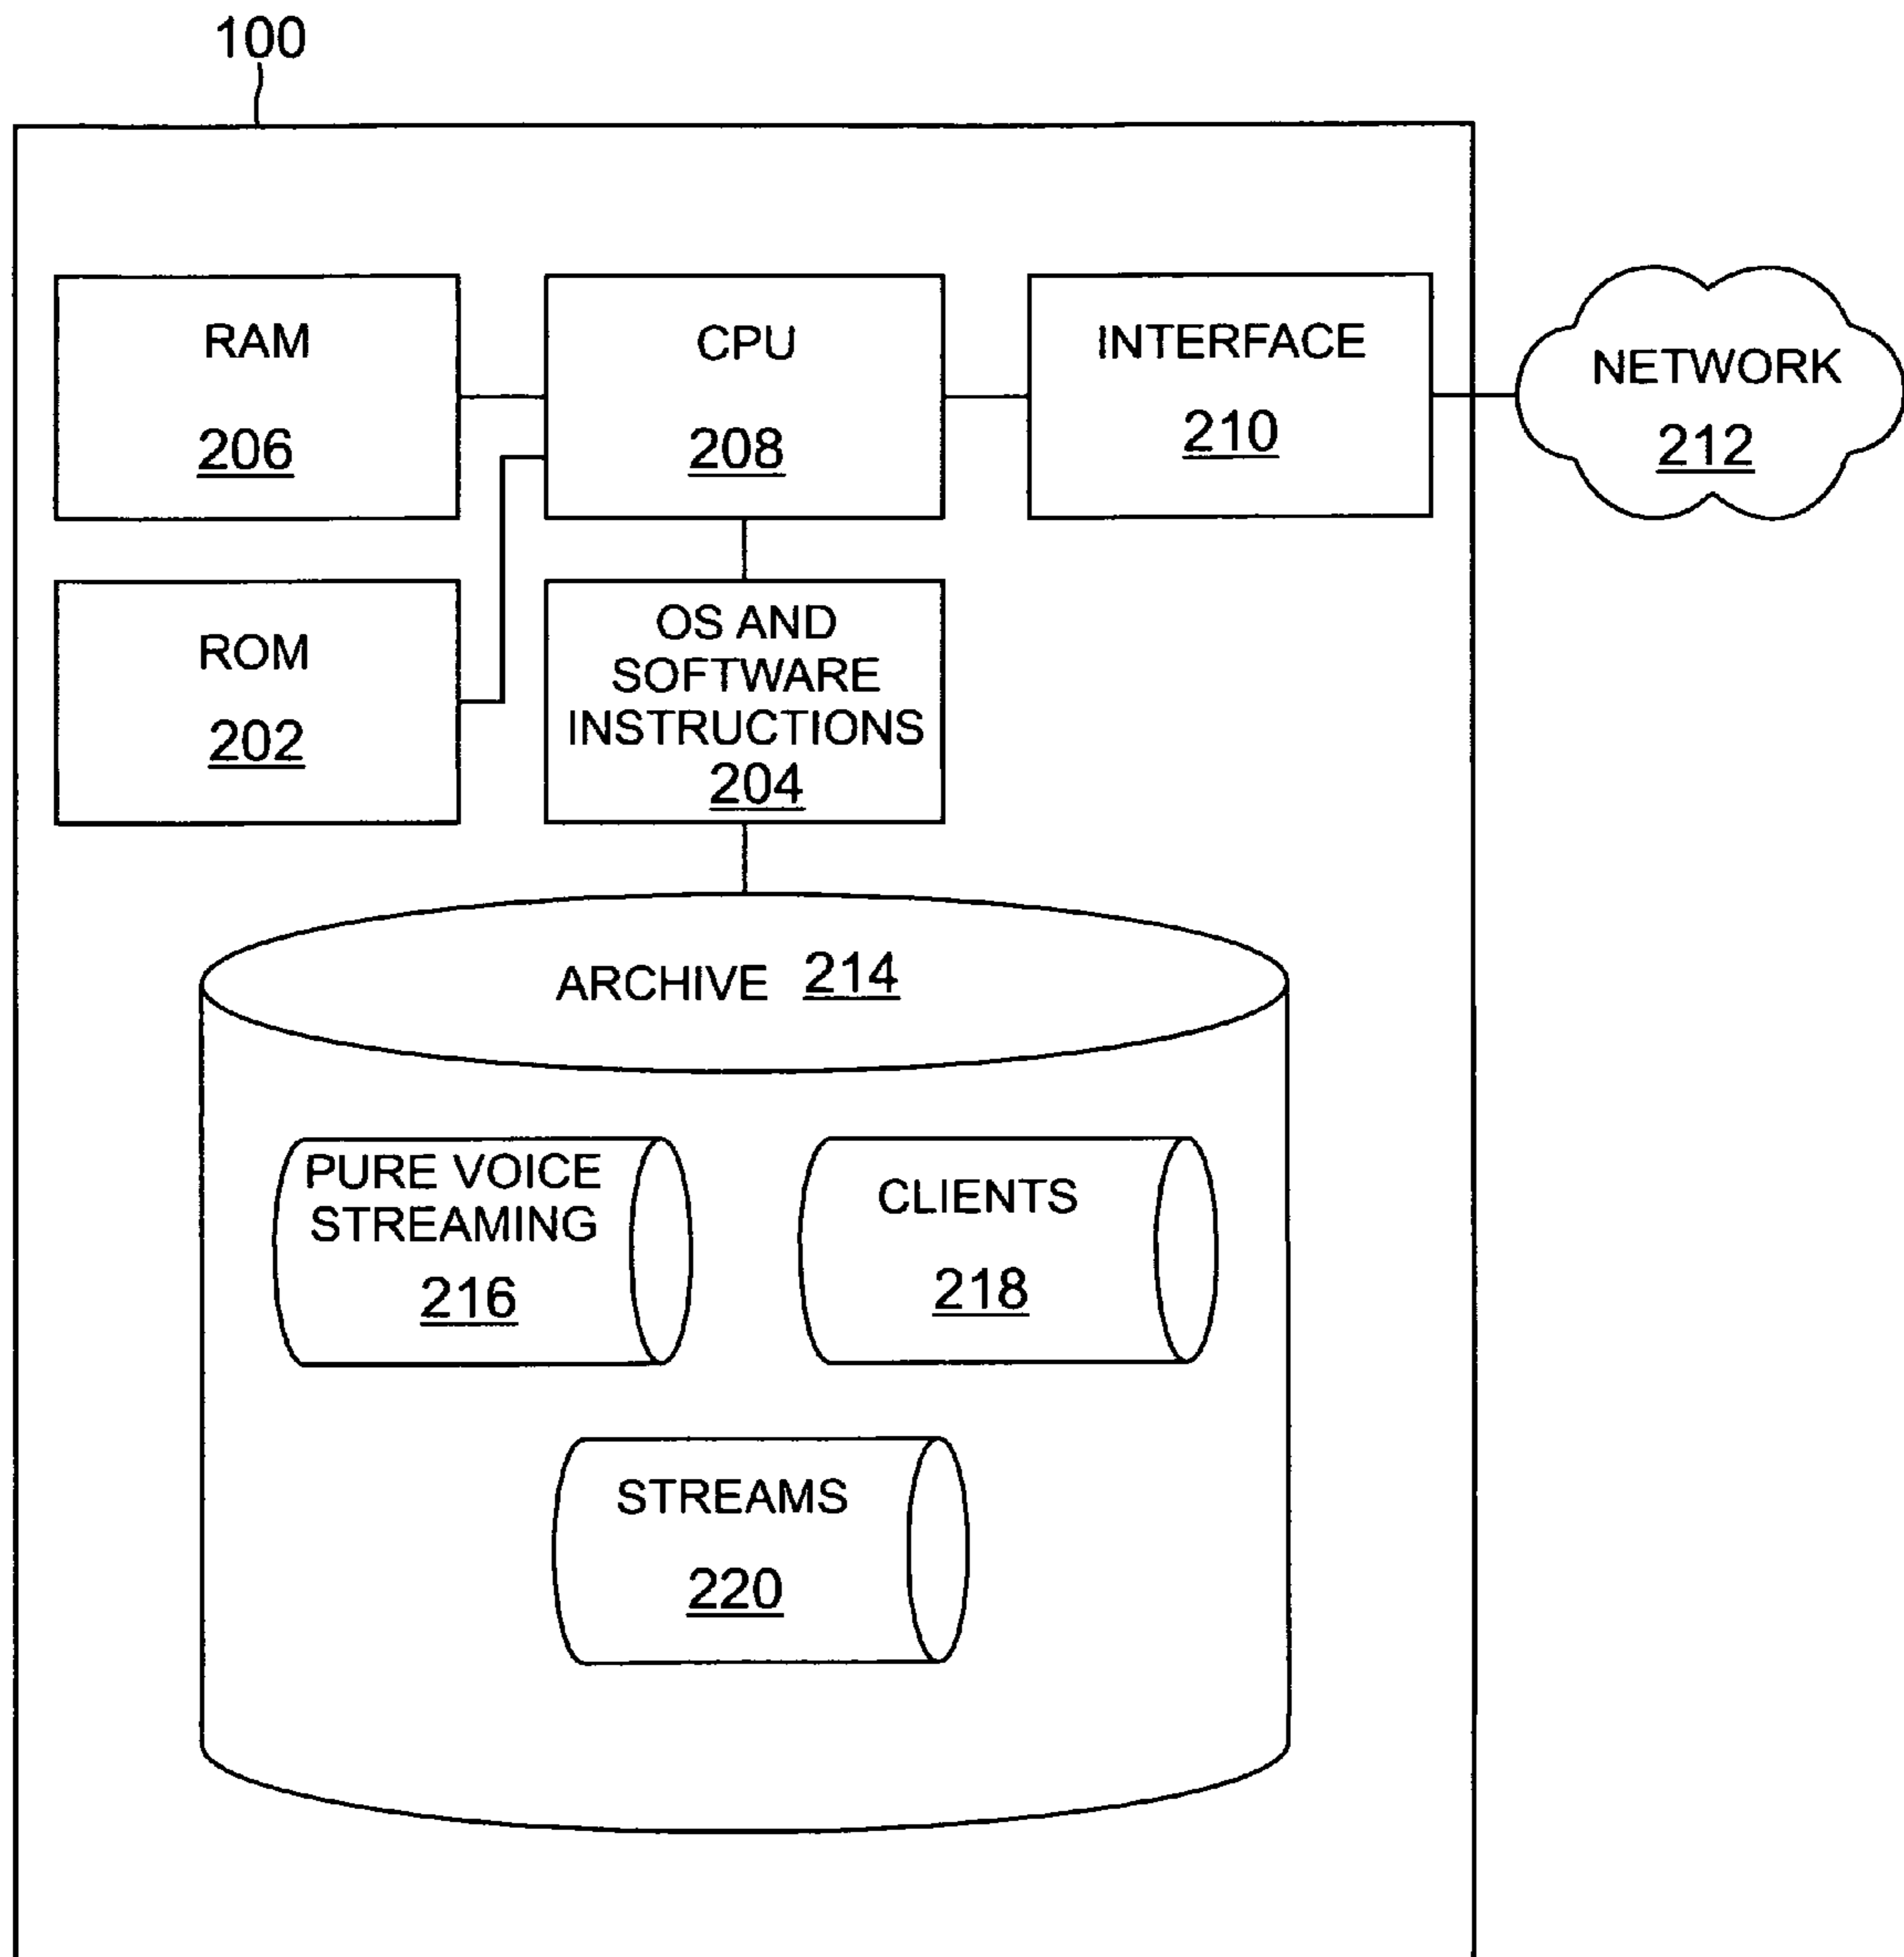 100
RAM
206
CPU
208
INTERFACE
210
NETWORK
212
ROM
202
OS AND
SOFTWARE
INSTRUCTIONS
204
ARCHIVE 214
PURE VOICE
STREAMING
216
CLIENTS
218
STREAMS
220